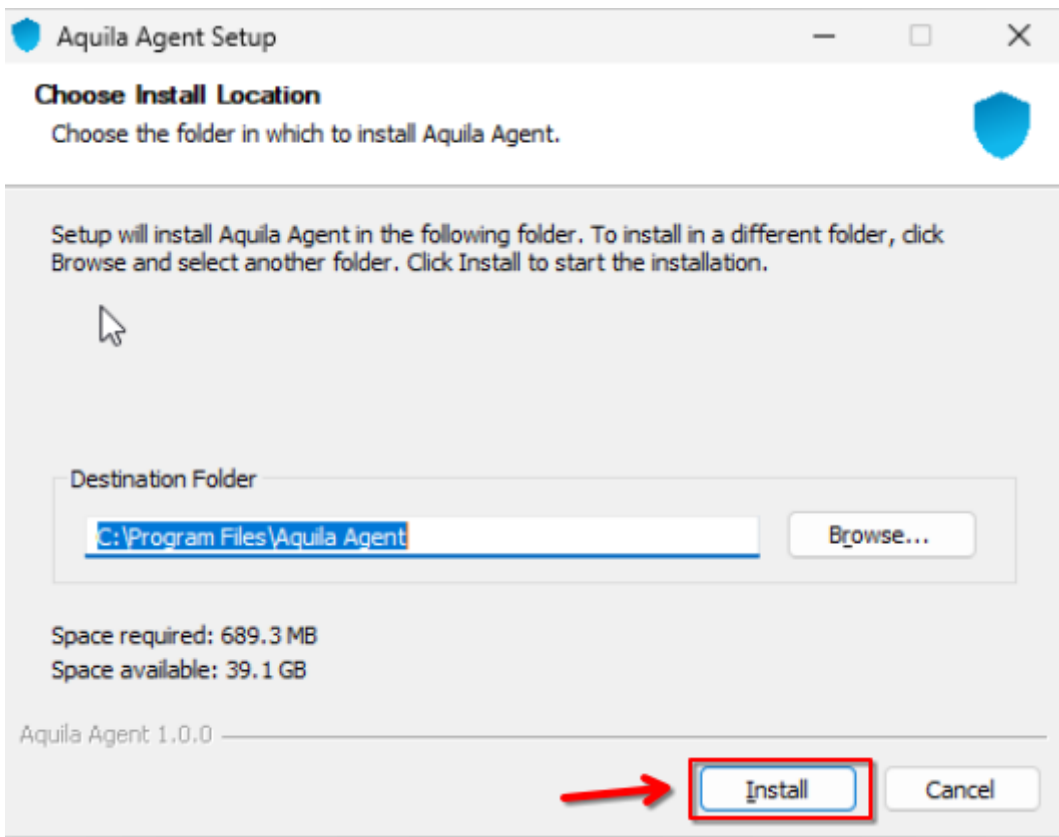 Aquila Agent Setup
Choose Install Location
Choose the folder in which to install Aquila Agent.
Setup will install Aquila Agent in the following folder. To install in a different folder, click
Browse and select another folder. Click Install to start the installation.
Destination Folder
C:\Program Files\Aquila Agent
Browse...
Space required: 689.3 MB
Space available: 39.1 GB
Aquila Agent 1.0.0
Install
Cancel